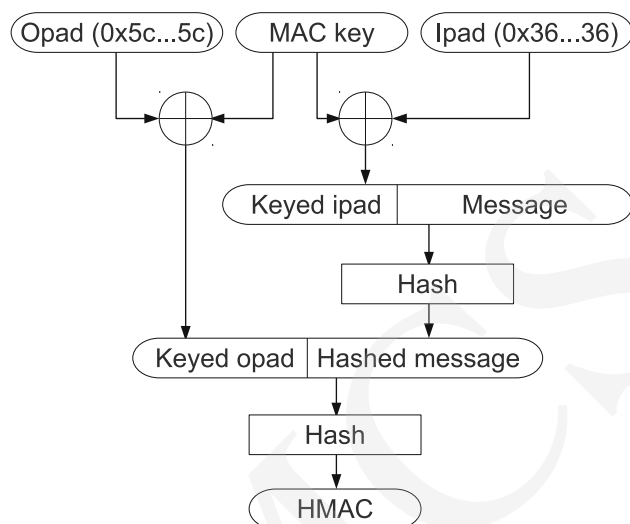 Opad (0x5c...5c)
MAC key
Ipad (0x36...36)
Keyed ipad
Message
Hash
Keyed opad
Hashed message
Hash
HMAC